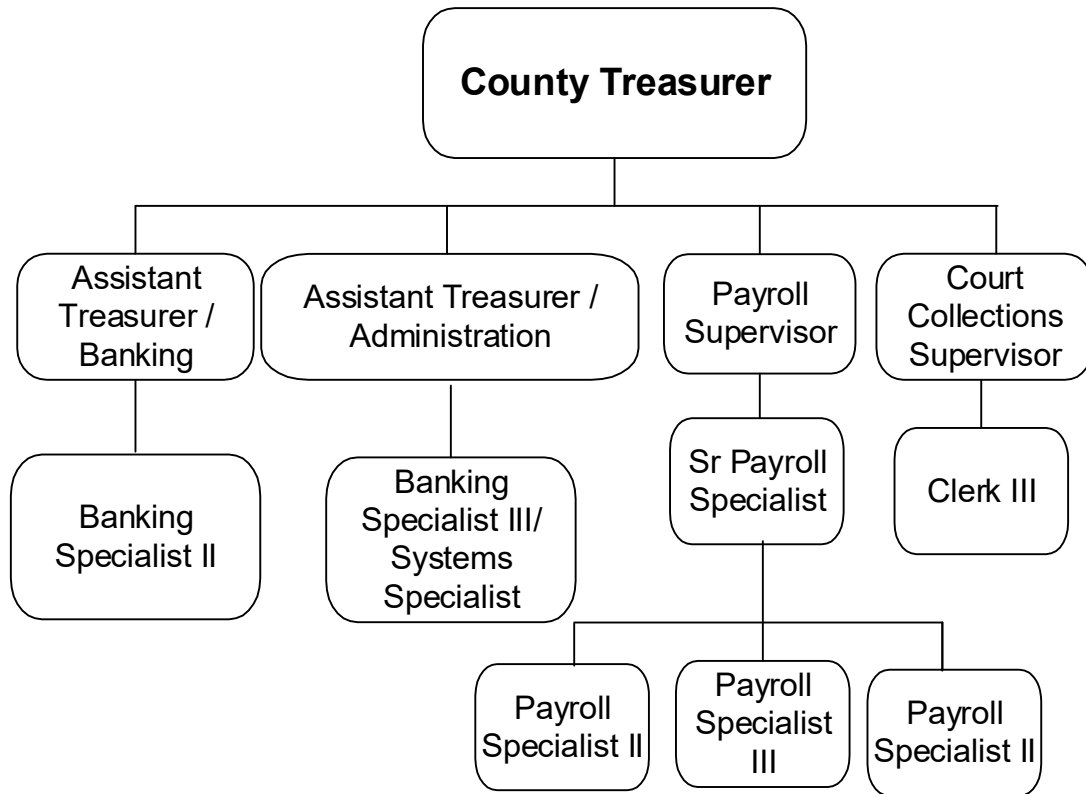 County Treasurer
Assistant
Treasurer /
Banking
Assistant Treasurer /
Administration
Payroll
Supervisor
Court
Collections
Supervisor
Banking
Specialist II
Banking
Specialist III/
Systems
Specialist
Sr Payroll
Specialist
Clerk III
Payroll
Specialist II
Payroll
Specialist
III
Payroll
Specialist II